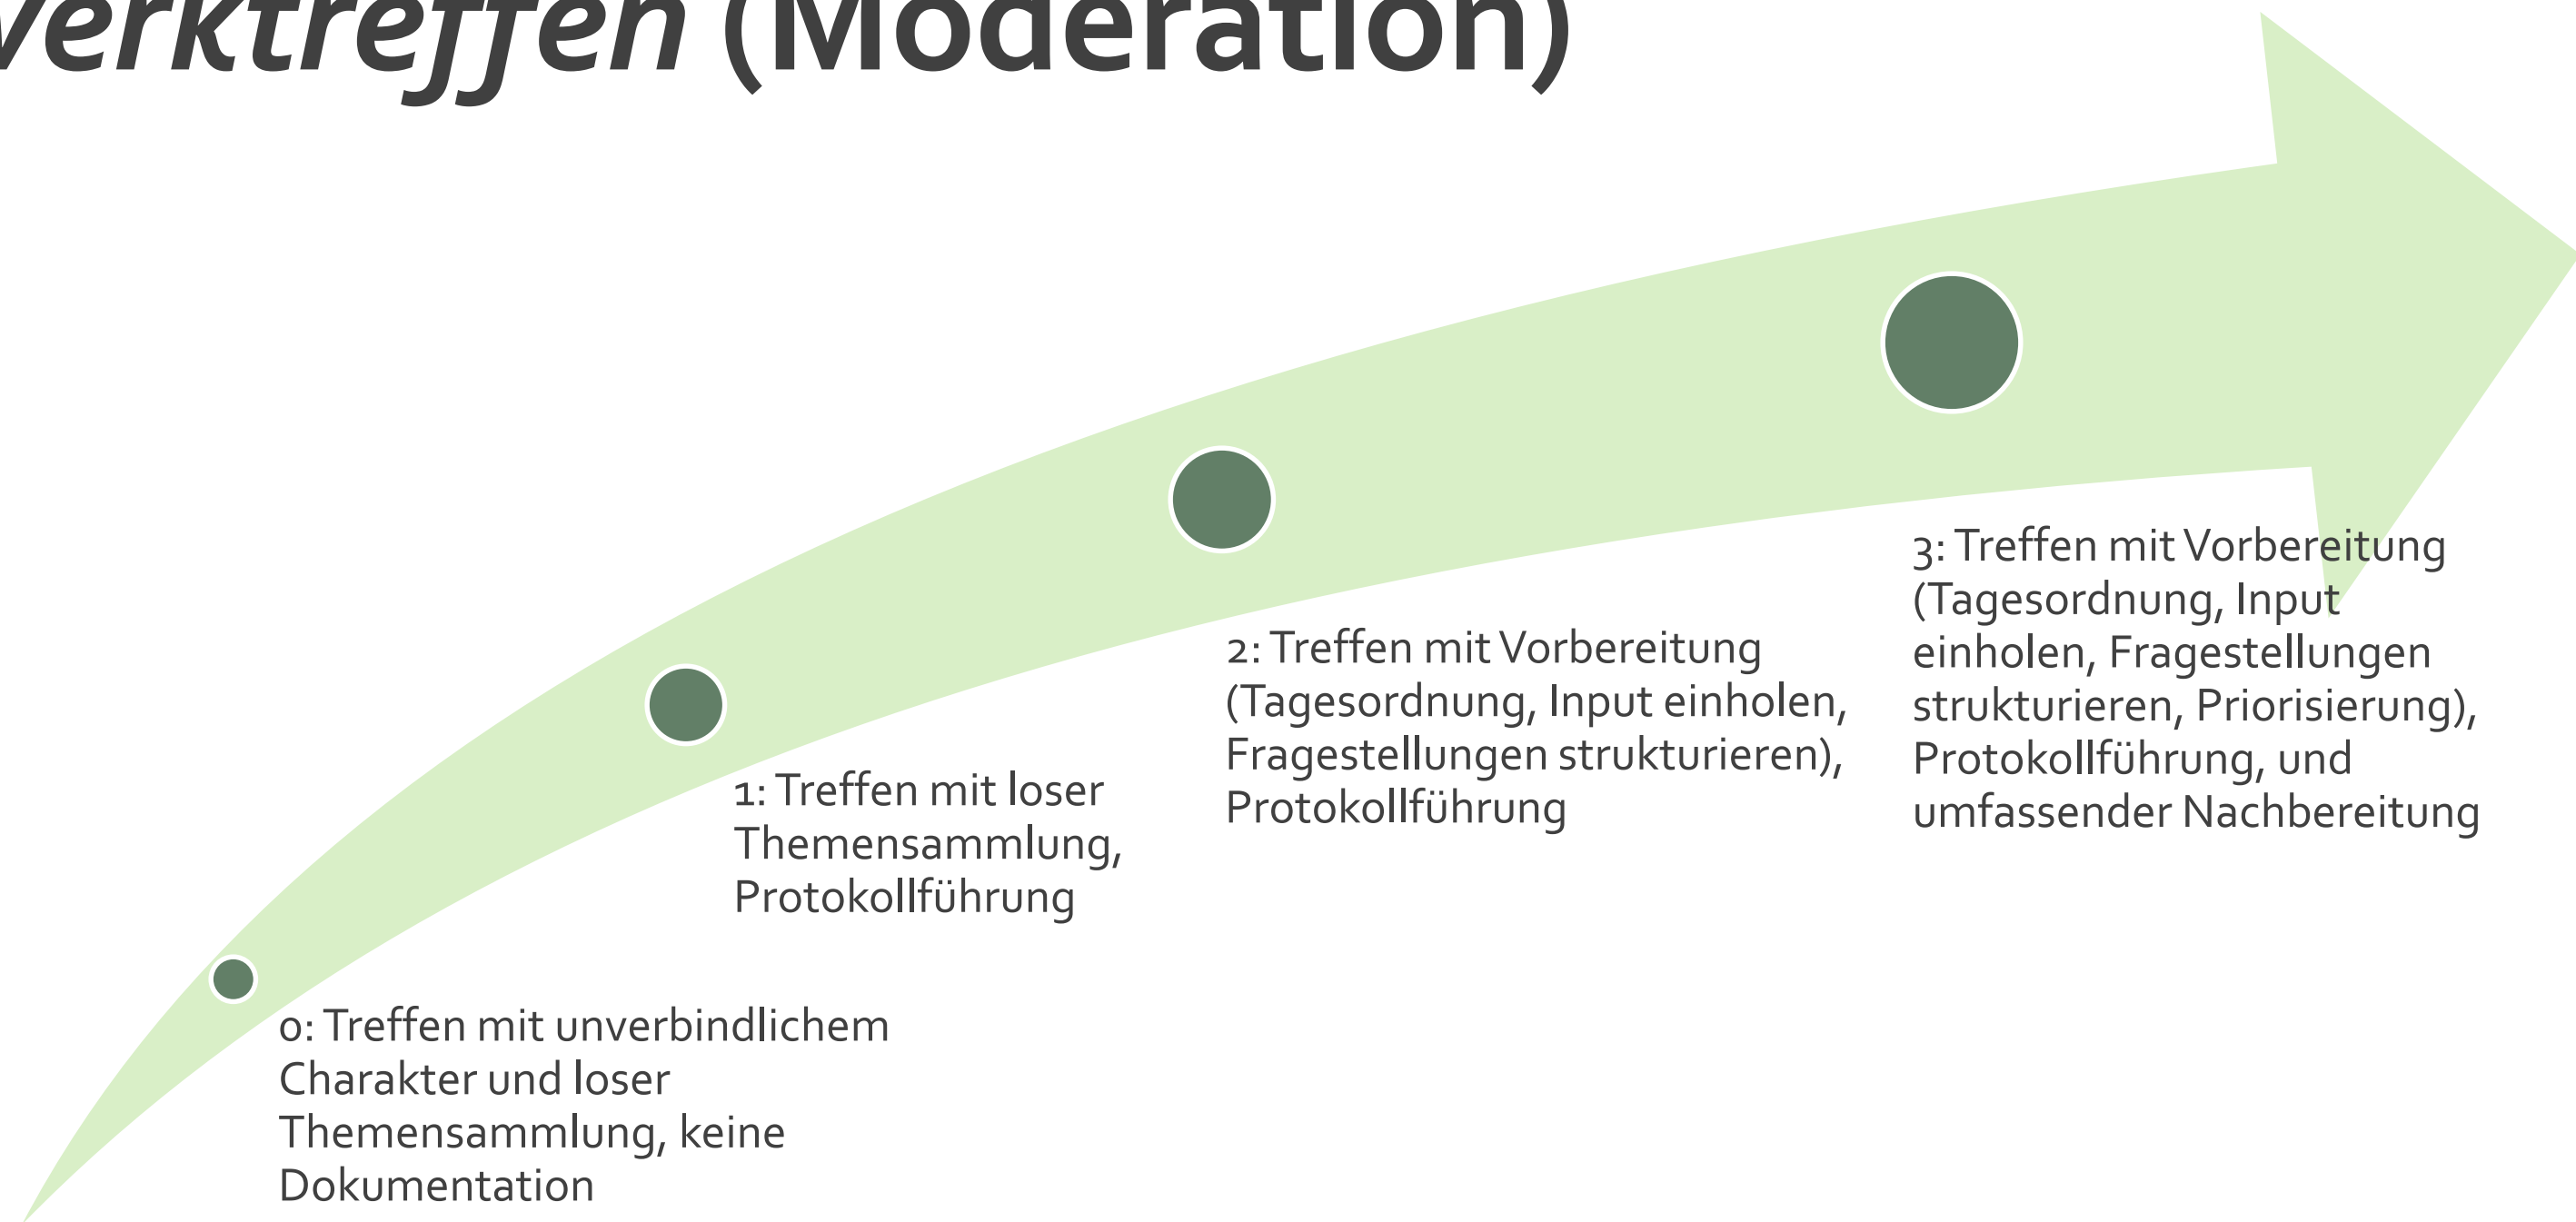 verktreffen (Moderation)
0: Treffen mit unverbindlichem
Charakter und loser
Themensammlung, keine
Dokumentation
1: Treffen mit loser
Themensammlung,
Protokollführung
2: Treffen mit Vorbereitung
(Tagesordnung, Input einholen,
Fragestellungen strukturieren),
Protokollführung
3: Treffen mit Vorbereitung
(Tagesordnung, Input
einholen, Fragestellungen
strukturieren, Priorisierung),
Protokollführung, und
umfassender Nachbereitung